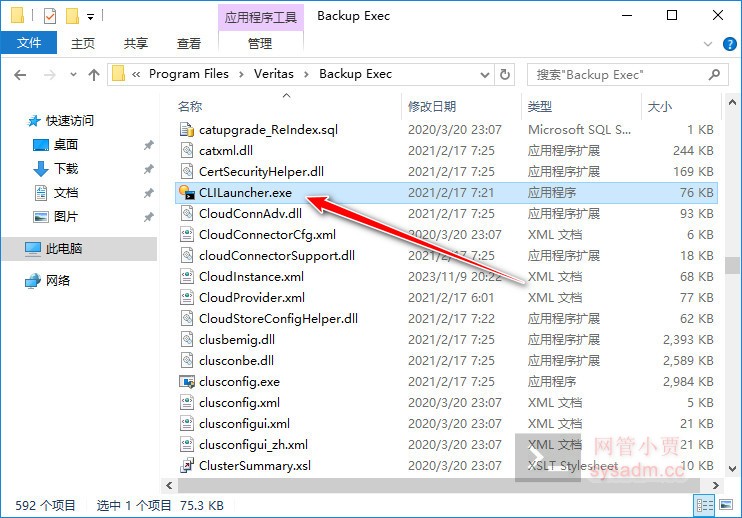 应用程序工具 Backup Exec
文件 主页 共享 查看 管理
« Program Files › Veritas › Backup Exec 搜索"Backup Exec"
名称 修改日期 类型 大小
快速访问
桌面
下载
文档
图片
此电脑
网络
catupgrade_ReIndex.sql 2020/3/20 23:07 Microsoft SQL S... 1 KB
catxml.dll 2021/2/17 7:25 应用程序扩展 244 KB
CertSecurityHelper.dll 2021/2/17 7:25 应用程序扩展 169 KB
CLILauncher.exe 2021/2/17 7:21 应用程序 76 KB
CloudConnAdv.dll 2021/2/17 7:25 应用程序扩展 93 KB
CloudConnectorCfg.xml 2020/3/20 23:07 XML 文档 6 KB
cloudConnectorSupport.dll 2021/2/17 7:25 应用程序扩展 18 KB
CloudInstance.xml 2023/11/9 20:22 XML 文档 68 KB
CloudProvider.xml 2021/2/17 6:01 XML 文档 77 KB
CloudStoreConfigHelper.dll 2021/2/17 7:22 应用程序扩展 62 KB
clusbemig.dll 2021/2/17 7:25 应用程序扩展 2,393 KB
clusconbe.dll 2021/2/17 7:25 应用程序扩展 2,589 KB
clusconfig.exe 2021/2/17 7:25 应用程序 2,984 KB
clusconfig.xml 2020/3/20 23:07 XML 文档 5 KB
clusconfigui.xml 2020/3/20 23:07 XML 文档 21 KB
clusconfigui_zh.xml 2020/3/20 23:07 XML 文档 21 KB
ClusterSummary.xsl 2020/3/20 23:07 XSLT Stylesheet 10 KB
网管小贾
sysadm.cc
592 个项目 选中 1 个项目 75.3 KB